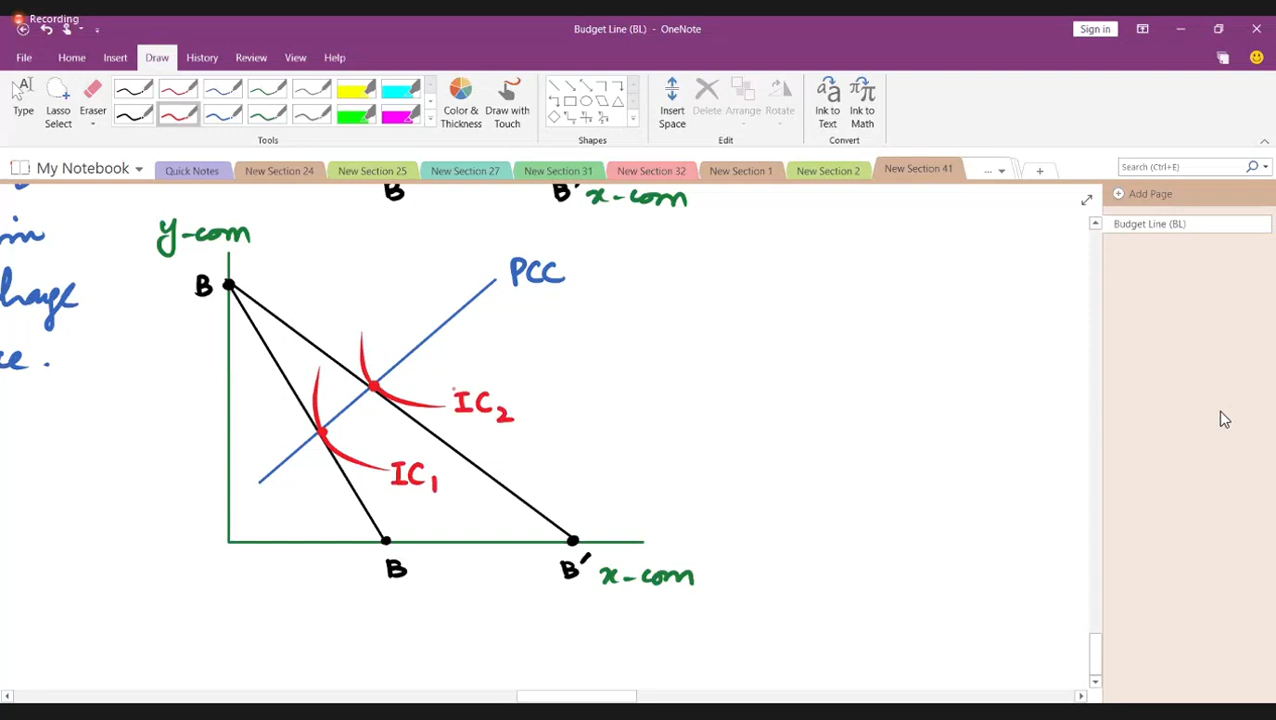 Recording
Budget Line (BL) - OneNote
Sign in
File Home Insert Draw History Review View Help
Type
Lasso Select
Eraser
Color & Thickness
Draw with Touch
Insert Space
Delete
Arrange
Rotate
Ink to Text
Ink to Math
Tools
Shapes
Edit
Convert
My Notebook
Quick Notes
New Section 24
New Section 25
New Section 27
New Section 31
New Section 32
New Section 1
New Section 2
New Section 41
...
Search (Ctrl+E)
Add Page
Budget Line (BL)
B
B'
x-com
y-com
B
PCC
IC2
IC1
B
B'
x-com